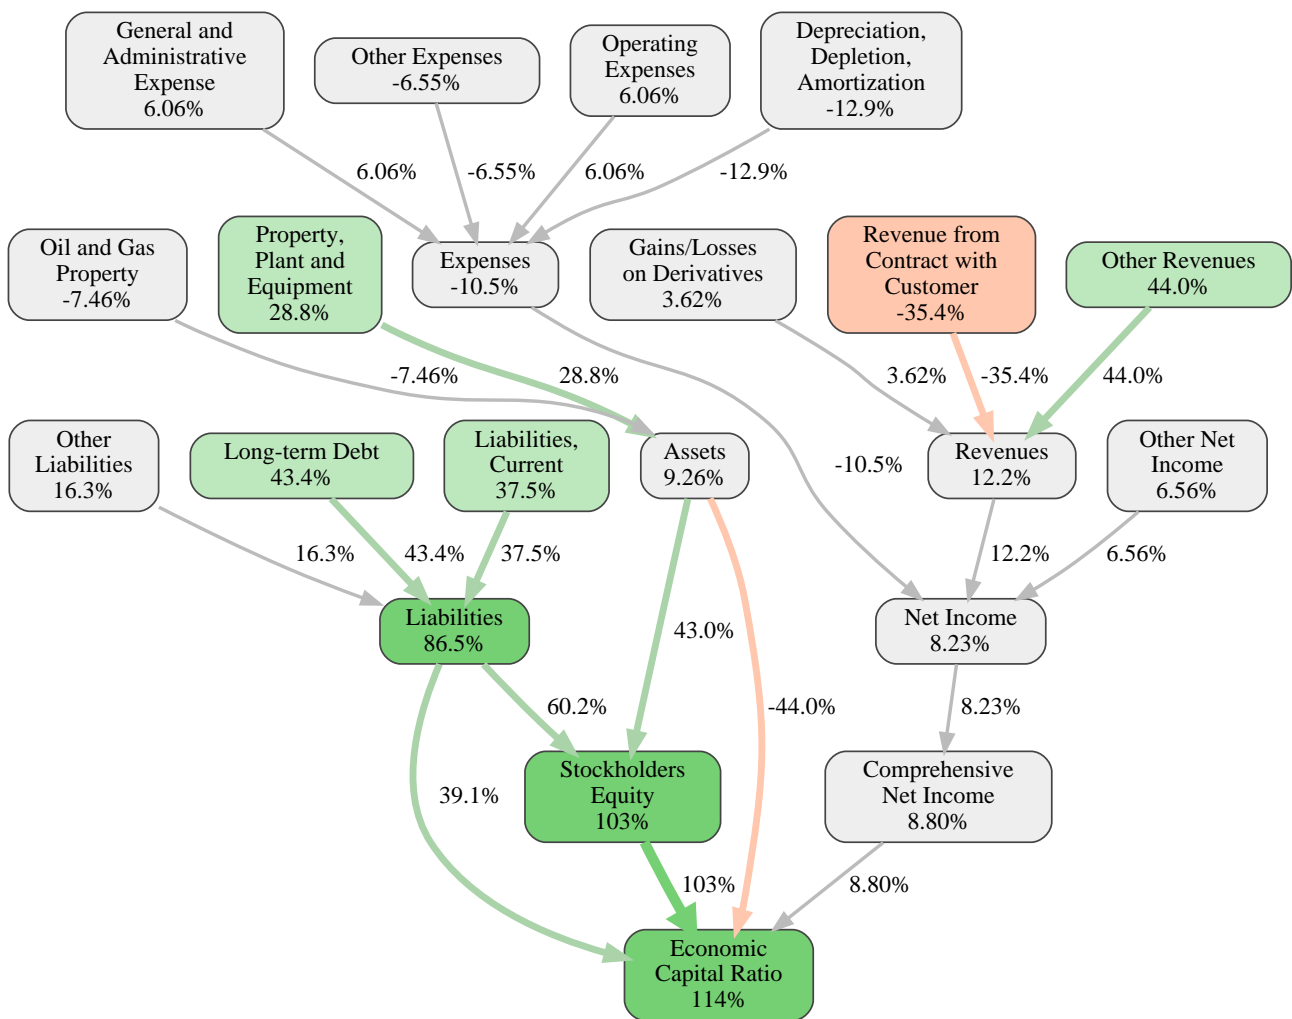 General and
Administrative
Expense
6.06%
Other Expenses
-6.55%
Operating
Expenses
6.06%
Depreciation,
Depletion,
Amortization
-12.9%
6.06%
-6.55%
6.06%
-12.9%
Oil and Gas
Property
-7.46%
Property,
Plant and
Equipment
28.8%
Expenses
-10.5%
Gains/Losses
on Derivatives
3.62%
Revenue from
Contract with
Customer
-35.4%
Other Revenues
44.0%
-7.46%
28.8%
3.62%
-35.4%
44.0%
Other
Liabilities
16.3%
Long-term Debt
43.4%
Liabilities,
Current
37.5%
Assets
9.26%
-10.5%
Revenues
12.2%
Other Net
Income
6.56%
16.3%
43.4%
37.5%
12.2%
6.56%
Liabilities
86.5%
43.0%
Net Income
8.23%
60.2%
-44.0%
8.23%
39.1%
Stockholders
Equity
103%
Comprehensive
Net Income
8.80%
103%
8.80%
Economic
Capital Ratio
114%